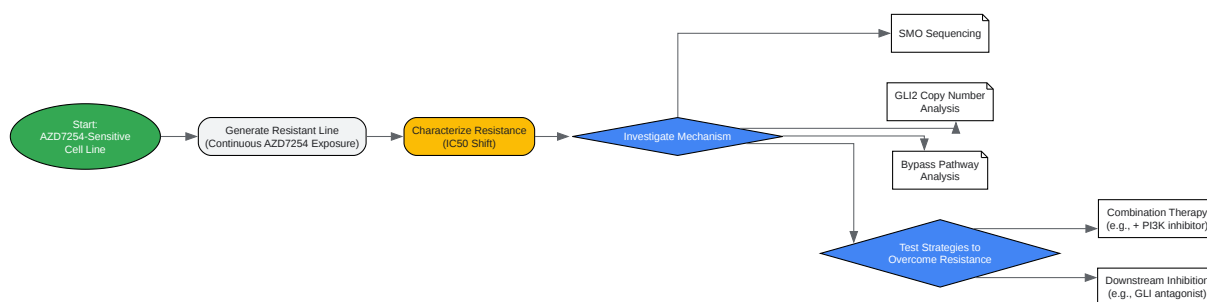 Start:
AZD7254-Sensitive
Cell Line
Generate Resistant Line
(Continuous AZD7254 Exposure)
Characterize Resistance
(IC50 Shift)
Investigate Mechanism
SMO Sequencing
GLI2 Copy Number
Analysis
Bypass Pathway
Analysis
Test Strategies to
Overcome Resistance
Combination Therapy
(e.g., + PI3K inhibitor)
Downstream Inhibition
(e.g., GLI antagonist)